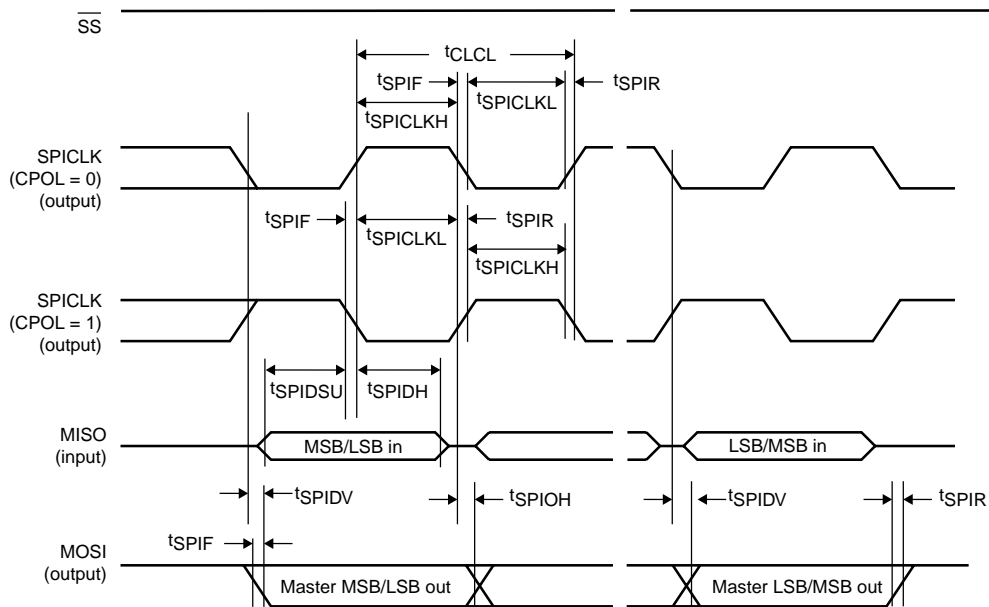 SS
tCLCL
tSPIF
tSPICLKL
tSPIR
tSPICLKH
SPICLK
(CPOL = 0)
(output)
tSPIF
tSPICLKL
tSPIR
tSPICLKH
SPICLK
(CPOL = 1)
(output)
tSPIDSU
tSPIDH
MISO
(input)
MSB/LSB in
LSB/MSB in
tSPIDV
tSPIOH
tSPIDV
tSPIR
tSPIF
MOSI
(output)
Master MSB/LSB out
Master LSB/MSB out